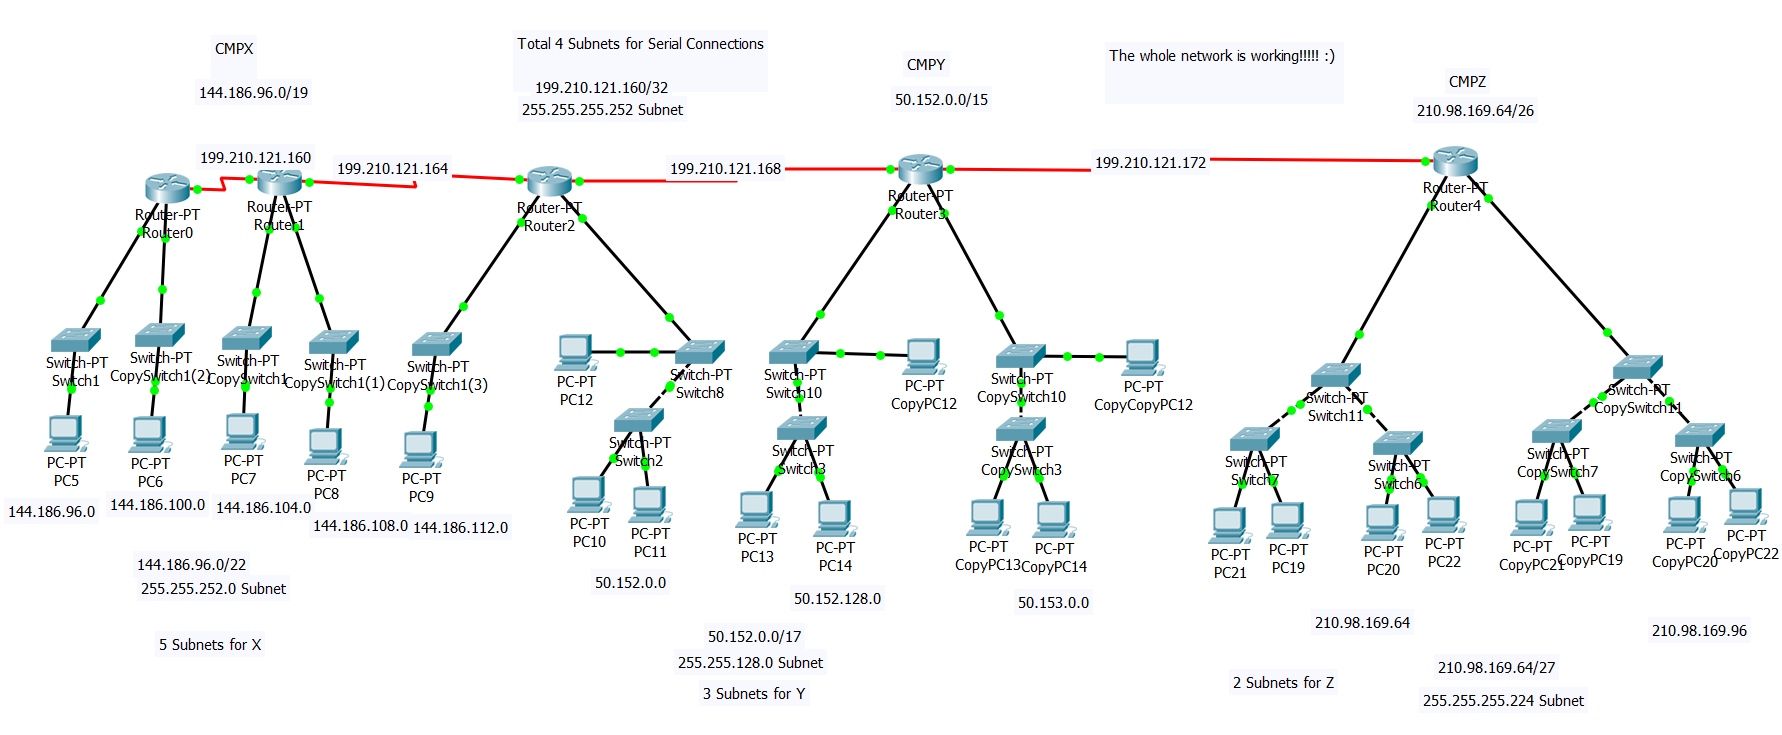 CMPX
144.186.96.0/19
Total 4 Subnets for Serial Connections
199.210.121.160/32
255.255.255.252 Subnet
CMPY
50.152.0.0/15
The whole network is working!!!!! :)
CMPZ
210.98.169.64/26
199.210.121.160
199.210.121.164
199.210.121.168
199.210.121.172
Router-PT
Router0
Router-PT
Router1
Router-PT
Router2
Router-PT
Router3
Router-PT
Router4
Switch-PT
Switch1
Switch-PT
CopySwitch1(2)
Switch-PT
CopySwitch1
Switch-PT
CopySwitch1(1)
Switch-PT
CopySwitch1(3)
PC-PT
PC12
Switch-PT
Switch8
Switch-PT
Switch10
PC-PT
CopyPC12
Switch-PT
CopySwitch10
PC-PT
CopyCopyPC12
Switch-PT
Switch11
Switch-PT
CopySwitch11
Switch-PT
Switch2
Switch-PT
Switch3
Switch-PT
CopySwitch3
Switch-PT
Switch7
Switch-PT
Switch6
Switch-PT
CopySwitch7
Switch-PT
CopySwitch6
PC-PT
PC5
PC-PT
PC6
PC-PT
PC7
PC-PT
PC8
PC-PT
PC9
PC-PT
PC10
PC-PT
PC11
PC-PT
PC13
PC-PT
PC14
PC-PT
CopyPC13
PC-PT
CopyPC14
PC-PT
PC21
PC-PT
PC19
PC-PT
PC20
PC-PT
PC22
PC-PT
CopyPC21
PC-PT
CopyPC19
PC-PT
CopyPC20
PC-PT
CopyPC22
144.186.96.0
144.186.100.0
144.186.104.0
144.186.108.0
144.186.112.0
144.186.96.0/22
255.255.252.0 Subnet
5 Subnets for X
50.152.0.0
50.152.128.0
50.153.0.0
50.152.0.0/17
255.255.128.0 Subnet
3 Subnets for Y
210.98.169.64
210.98.169.96
210.98.169.64/27
2 Subnets for Z
255.255.255.224 Subnet